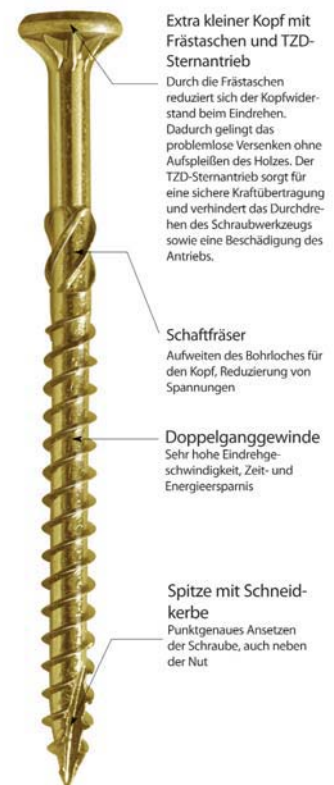 Extra kleiner Kopf mit
Frästaschen und TZD-
Sternantrieb
Durch die Frästaschen
reduziert sich der Kopfwider-
stand beim Eindrehen.
Dadurch gelingt das
problemlose Versenken ohne
Aufspleißen des Holzes. Der
TZD-Sternantrieb sorgt für
eine sichere Kraftübertragung
und verhindert das Durchdre-
hen des Schraubwerkzeugs
sowie eine Beschädigung des
Antriebs.
Schaftfräser
Aufweiten des Bohrloches für
den Kopf, Reduzierung von
Spannungen
Doppelganggewinde
Sehr hohe Eindrehge-
schwindigkeit, Zeit- und
Energieersparnis
Spitze mit Schneid-
kerbe
Punktgenaues Ansetzen
der Schraube, auch neben
der Nut